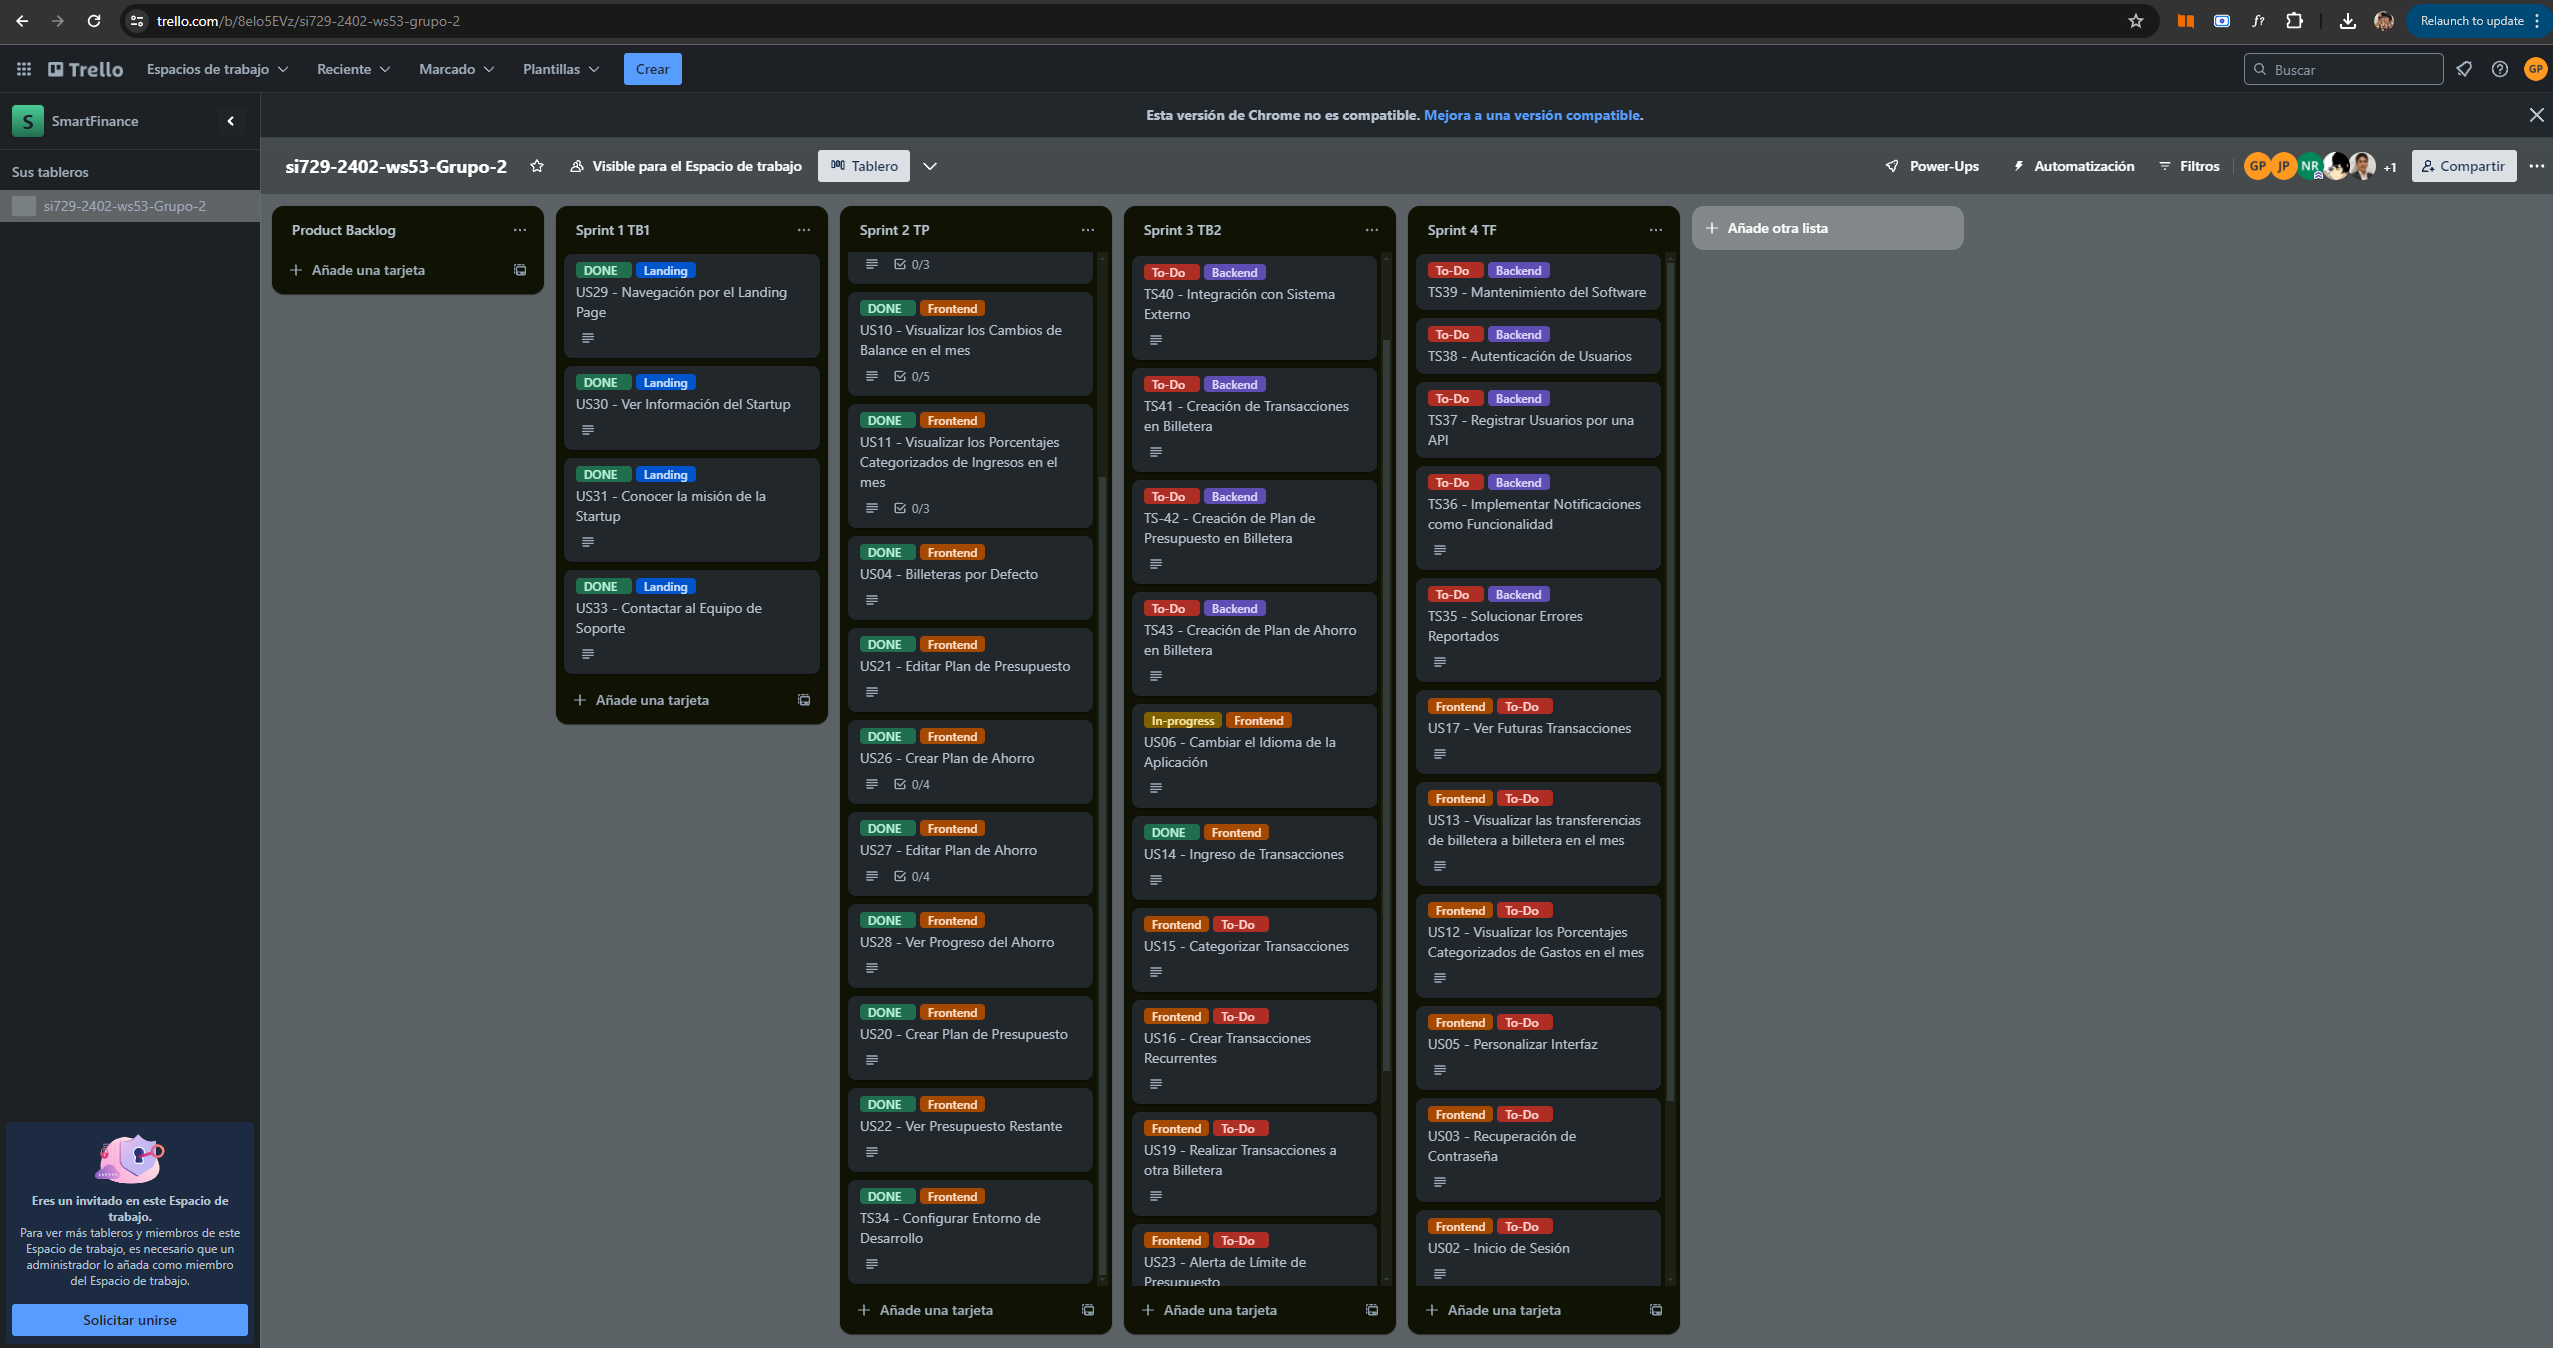 trello.com/b/8elo5EVz/si729-2402-ws53-grupo-2
Relaunch to update
Trello
Espacios de trabajo
Reciente
Marcado
Plantillas
Crear
Buscar
GP
S
SmartFinance
Esta versión de Chrome no es compatible. Mejora a una versión compatible.
Sus tableros
si729-2402-ws53-Grupo-2
si729-2402-ws53-Grupo-2
Visible para el Espacio de trabajo
Tablero
Power-Ups
Automatización
Filtros
GP
JP
NR
+1
Compartir
Product Backlog
Añade una tarjeta
Sprint 1 TB1
DONE Landing
US29 - Navegación por el Landing
Page
DONE Landing
US30 - Ver Información del Startup
DONE Landing
US31 - Conocer la misión de la
Startup
DONE Landing
US33 - Contactar al Equipo de
Soporte
Añade una tarjeta
Sprint 2 TP
0/3
DONE Frontend
US10 - Visualizar los Cambios de
Balance en el mes
0/5
DONE Frontend
US11 - Visualizar los Porcentajes
Categorizados de Ingresos en el
mes
0/3
DONE Frontend
US04 - Billeteras por Defecto
DONE Frontend
US21 - Editar Plan de Presupuesto
DONE Frontend
US26 - Crear Plan de Ahorro
0/4
DONE Frontend
US27 - Editar Plan de Ahorro
0/4
DONE Frontend
US28 - Ver Progreso del Ahorro
DONE Frontend
US20 - Crear Plan de Presupuesto
DONE Frontend
US22 - Ver Presupuesto Restante
DONE Frontend
TS34 - Configurar Entorno de
Desarrollo
Añade una tarjeta
Sprint 3 TB2
To-Do Backend
TS40 - Integración con Sistema
Externo
To-Do Backend
TS41 - Creación de Transacciones
en Billetera
To-Do Backend
TS-42 - Creación de Plan de
Presupuesto en Billetera
To-Do Backend
TS43 - Creación de Plan de Ahorro
en Billetera
In-progress Frontend
US06 - Cambiar el Idioma de la
Aplicación
DONE Frontend
US14 - Ingreso de Transacciones
Frontend To-Do
US15 - Categorizar Transacciones
Frontend To-Do
US16 - Crear Transacciones
Recurrentes
Frontend To-Do
US19 - Realizar Transacciones a
otra Billetera
Frontend To-Do
US23 - Alerta de Límite de
Presupuesto
Añade una tarjeta
Sprint 4 TF
To-Do Backend
TS39 - Mantenimiento del Software
To-Do Backend
TS38 - Autenticación de Usuarios
To-Do Backend
TS37 - Registrar Usuarios por una
API
To-Do Backend
TS36 - Implementar Notificaciones
como Funcionalidad
To-Do Backend
TS35 - Solucionar Errores
Reportados
Frontend To-Do
US17 - Ver Futuras Transacciones
Frontend To-Do
US13 - Visualizar las transferencias
de billetera a billetera en el mes
Frontend To-Do
US12 - Visualizar los Porcentajes
Categorizados de Gastos en el mes
Frontend To-Do
US05 - Personalizar Interfaz
Frontend To-Do
US03 - Recuperación de
Contraseña
Frontend To-Do
US02 - Inicio de Sesión
Añade una tarjeta
Añade otra lista
Eres un invitado en este Espacio de
trabajo.
Para ver más tableros y miembros de este
Espacio de trabajo, es necesario que un
administrador lo añada como miembro
del Espacio de trabajo.
Solicitar unirse